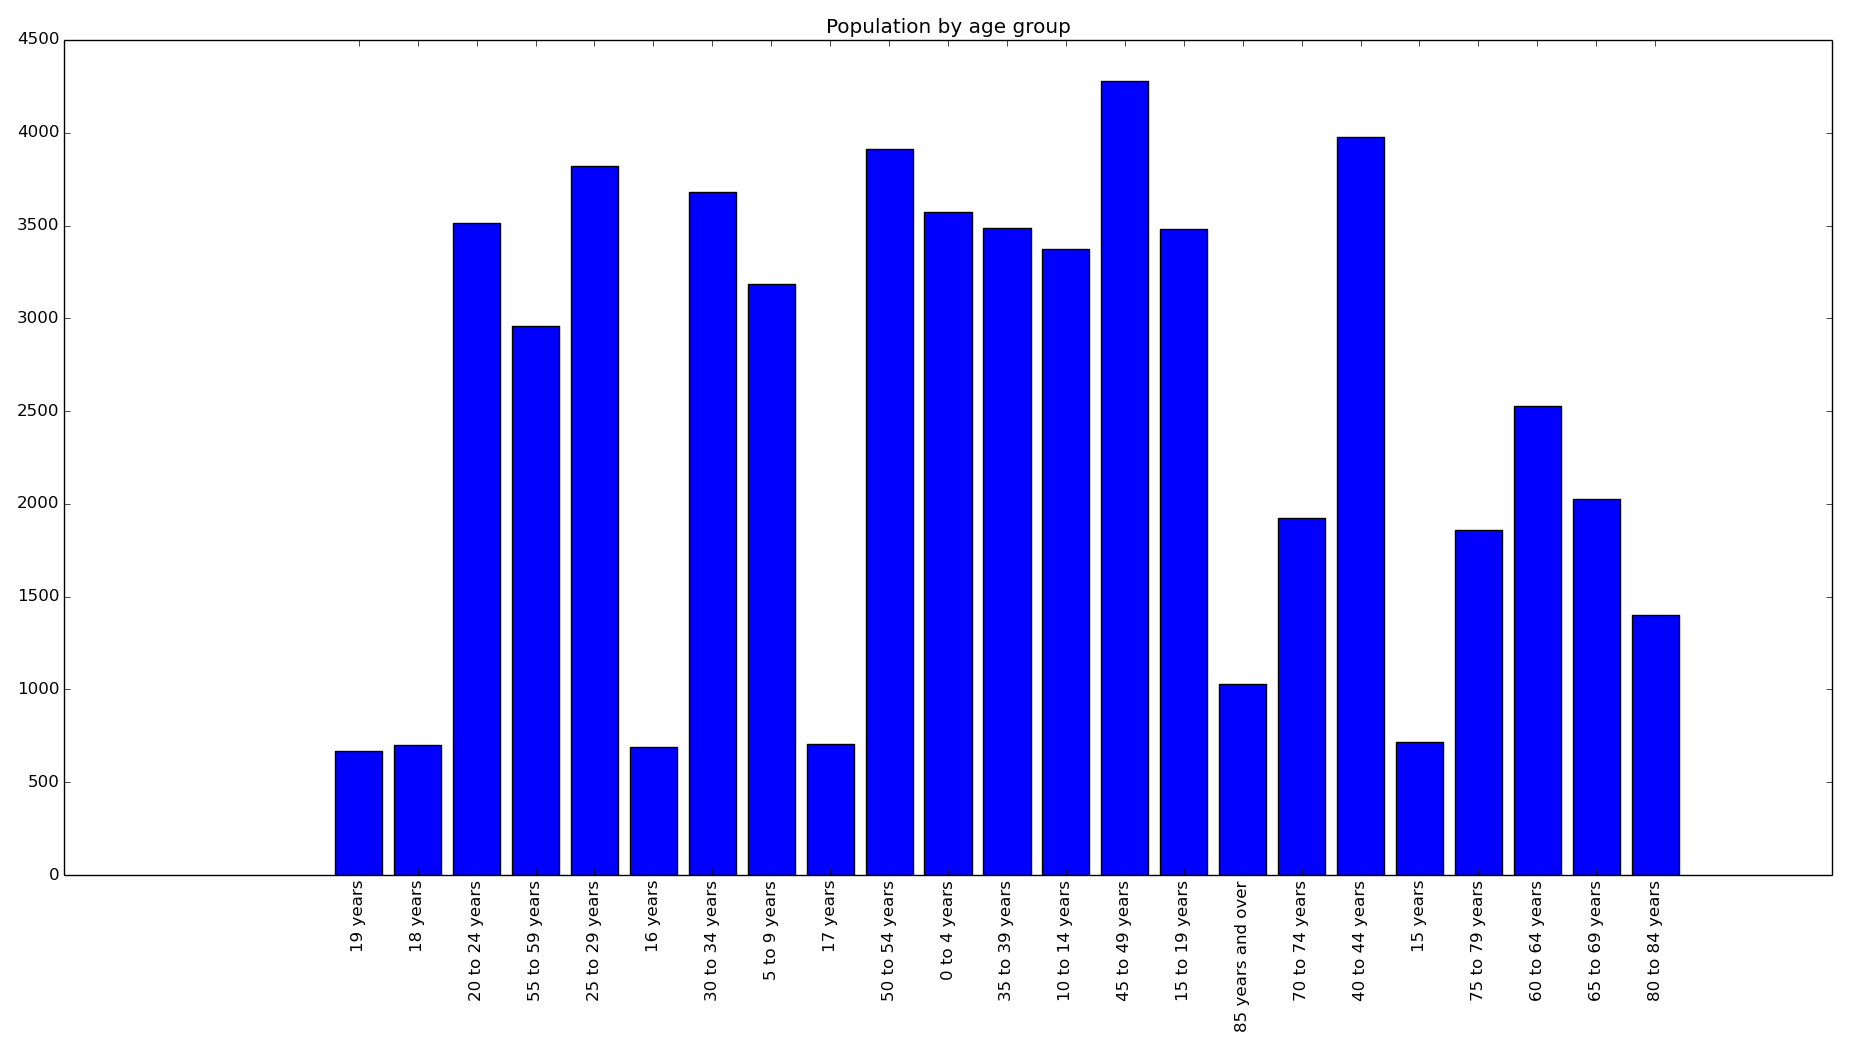 Population by age group
4500
4000
3500
3000
2500
2000
1500
1000
500
0
19 years
18 years
20 to 24 years
55 to 59 years
25 to 29 years
16 years
30 to 34 years
5 to 9 years
17 years
50 to 54 years
0 to 4 years
35 to 39 years
10 to 14 years
45 to 49 years
15 to 19 years
85 years and over
70 to 74 years
40 to 44 years
15 years
75 to 79 years
60 to 64 years
65 to 69 years
80 to 84 years